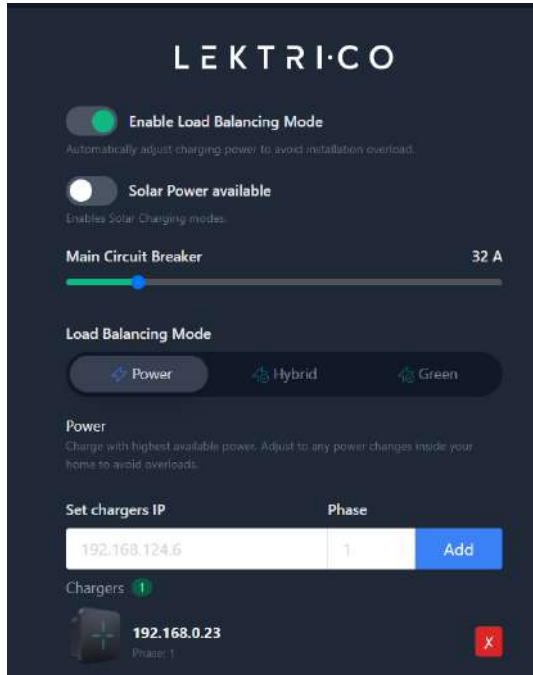 LEKTRI·CO
Enable Load Balancing Mode
Automatically adjust charging power to avoid installation overload.
Solar Power available
Enables Solar Charging modes.
Main Circuit Breaker 32 A
Load Balancing Mode
Power Hybrid Green
Power
Charge with highest available power. Adjust to any power changes inside your
home to avoid overloads.
Set chargers IP Phase
192.168.124.6 1 Add
Chargers 1
192.168.0.23 X
Phase: 1